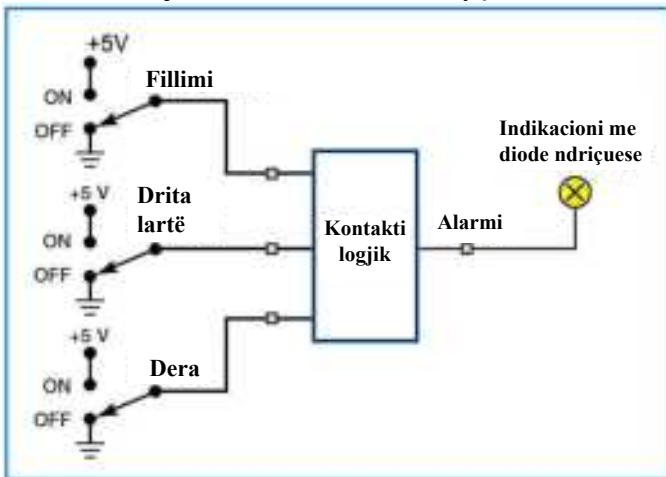 +5V
Fillimi
ON
OFF
+5 V
Drita
lartë
ON
OFF
+5 V
Dera
ON
OFF
Kontakti
logjik
Alarmi
Indikacioni me
diode ndriçuese